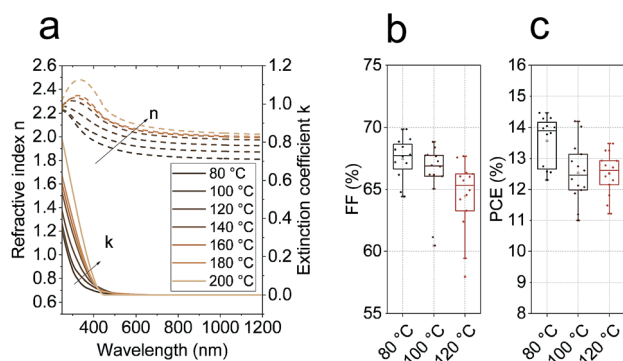 a
2.6
2.4
2.2
2.0
1.8
1.6
1.4
1.2
1.0
0.8
0.6
Refractive index n
1.2
1.0
0.8
0.6
0.4
0.2
0.0
Extinction coefficient k
n
k
80 °C
100 °C
120 °C
140 °C
160 °C
180 °C
200 °C
400 600 800 1000 1200
Wavelength (nm)
b
75
70
65
60
55
FF (%)
80 °C
100 °C
120 °C
c
16
15
14
13
12
11
10
9
8
PCE (%)
80 °C
100 °C
120 °C